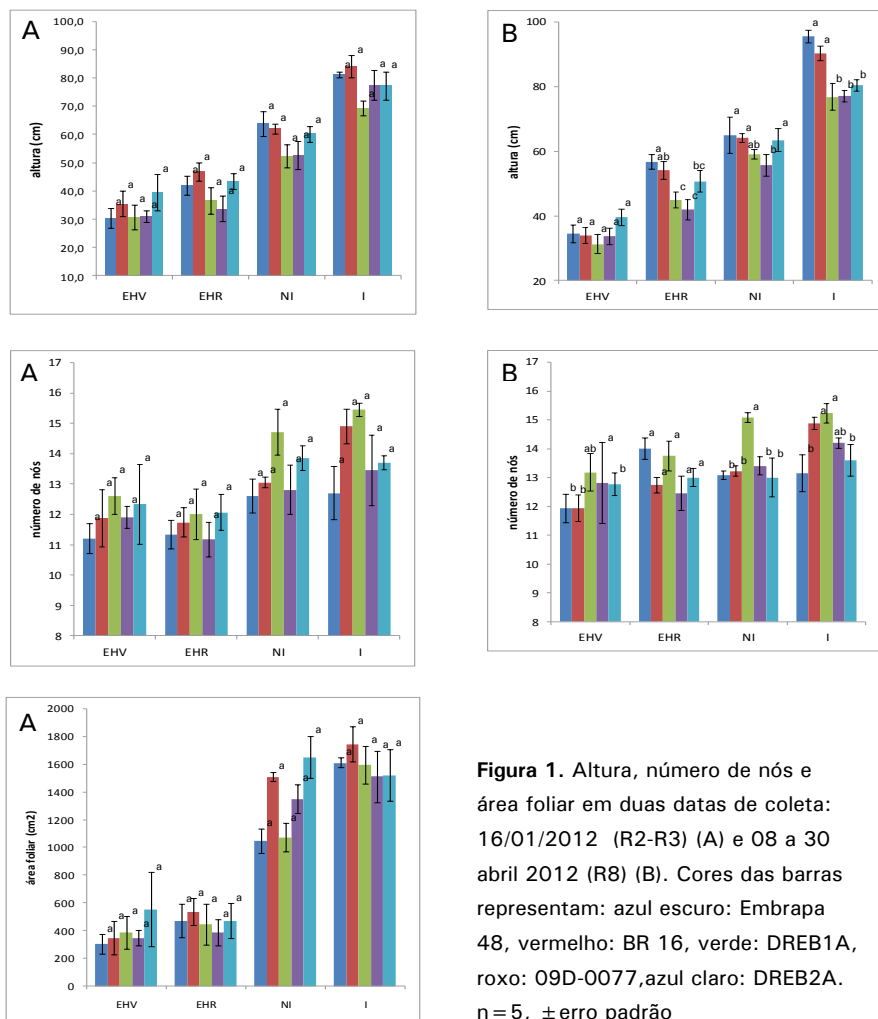 A
100,0
90,0
80,0
70,0
60,0
50,0
40,0
30,0
20,0
10,0
altura (cm)
a a a a a
a a a a a
a a a a a
a a a a a
EHV EHR NI I
B
100
80
60
40
20
altura (cm)
a a a a a
a ab c c bc
a a ab b a
a a b b b
EHV EHR NI I
A
17
16
15
14
13
12
11
10
9
8
número de nós
a a a a a
a a a a a
a a a a a
a a a a a
EHV EHR NI I
B
17
16
15
14
13
12
11
10
9
8
número de nós
b b ab a b
a a a a a
b b a b b
b a a ab b
EHV EHR NI I
A
2000
1800
1600
1400
1200
1000
800
600
400
200
0
área foliar (cm2)
a a a a a
a a a a a
a a a a a
a a a a a
EHV EHR NI I
Figura 1. Altura, número de nós e
área foliar em duas datas de coleta:
16/01/2012 (R2-R3) (A) e 08 a 30
abril 2012 (R8) (B). Cores das barras
representam: azul escuro: Embrapa
48, vermelho: BR 16, verde: DREB1A,
roxo: 09D-0077,azul claro: DREB2A.
n=5, ±erro padrão